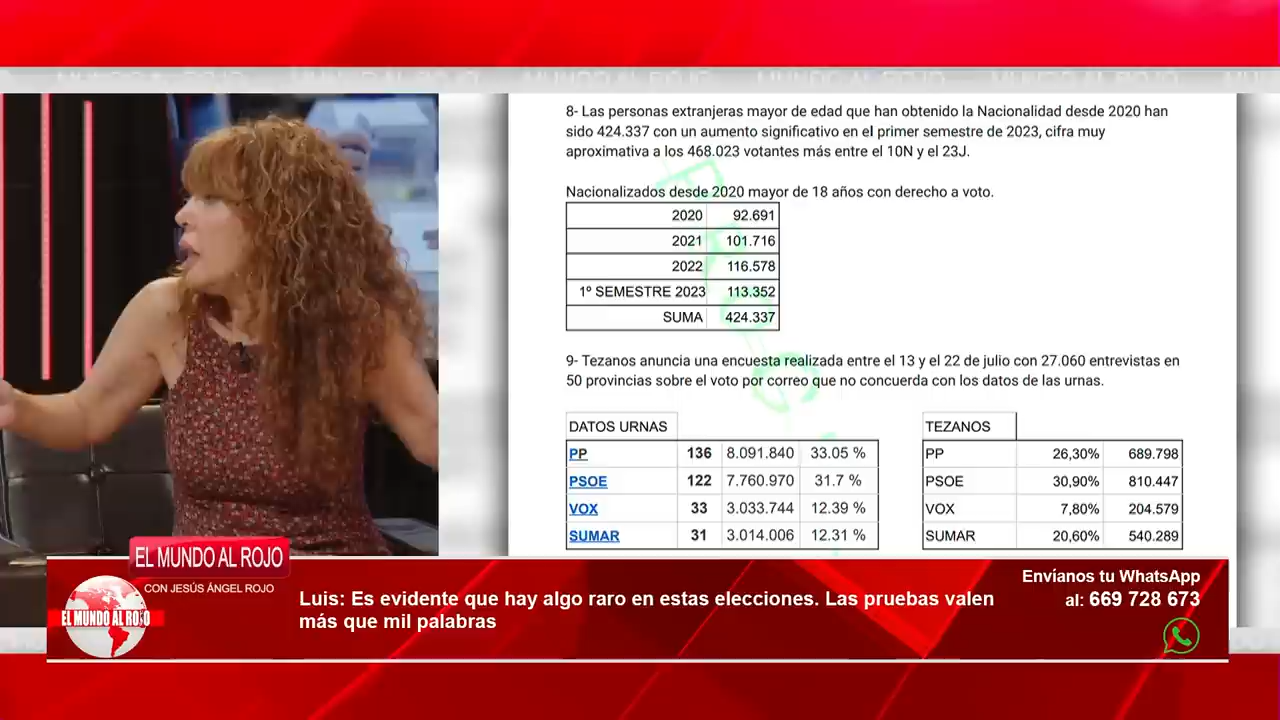 MUNDO AL ROJO
8- Las personas extranjeras mayor de edad que han obtenido la Nacionalidad desde 2020 han
sido 424.337 con un aumento significativo en el primer semestre de 2023, cifra muy
aproximativa a los 468.023 votantes más entre el 10N y el 23J.
Nacionalizados desde 2020 mayor de 18 años con derecho a voto.
2020 92.691
2021 101.716
2022 116.578
1º SEMESTRE 2023 113.352
SUMA 424.337
9- Tezanos anuncia una encuesta realizada entre el 13 y el 22 de julio con 27.060 entrevistas en
50 provincias sobre el voto por correo que no concuerda con los datos de las urnas.
DATOS URNAS
PP 136 8.091.840 33.05 %
PSOE 122 7.760.970 31.7 %
VOX 33 3.033.744 12.39 %
SUMAR 31 3.014.006 12.31 %
TEZANOS
PP 26,30% 689.798
PSOE 30,90% 810.447
VOX 7,80% 204.579
SUMAR 20,60% 540.289
EL MUNDO AL ROJO
CON JESÚS ÁNGEL ROJO
EL MUNDO AL ROJO
Luis: Es evidente que hay algo raro en estas elecciones. Las pruebas valen
más que mil palabras
Envíanos tu WhatsApp
al: 669 728 673